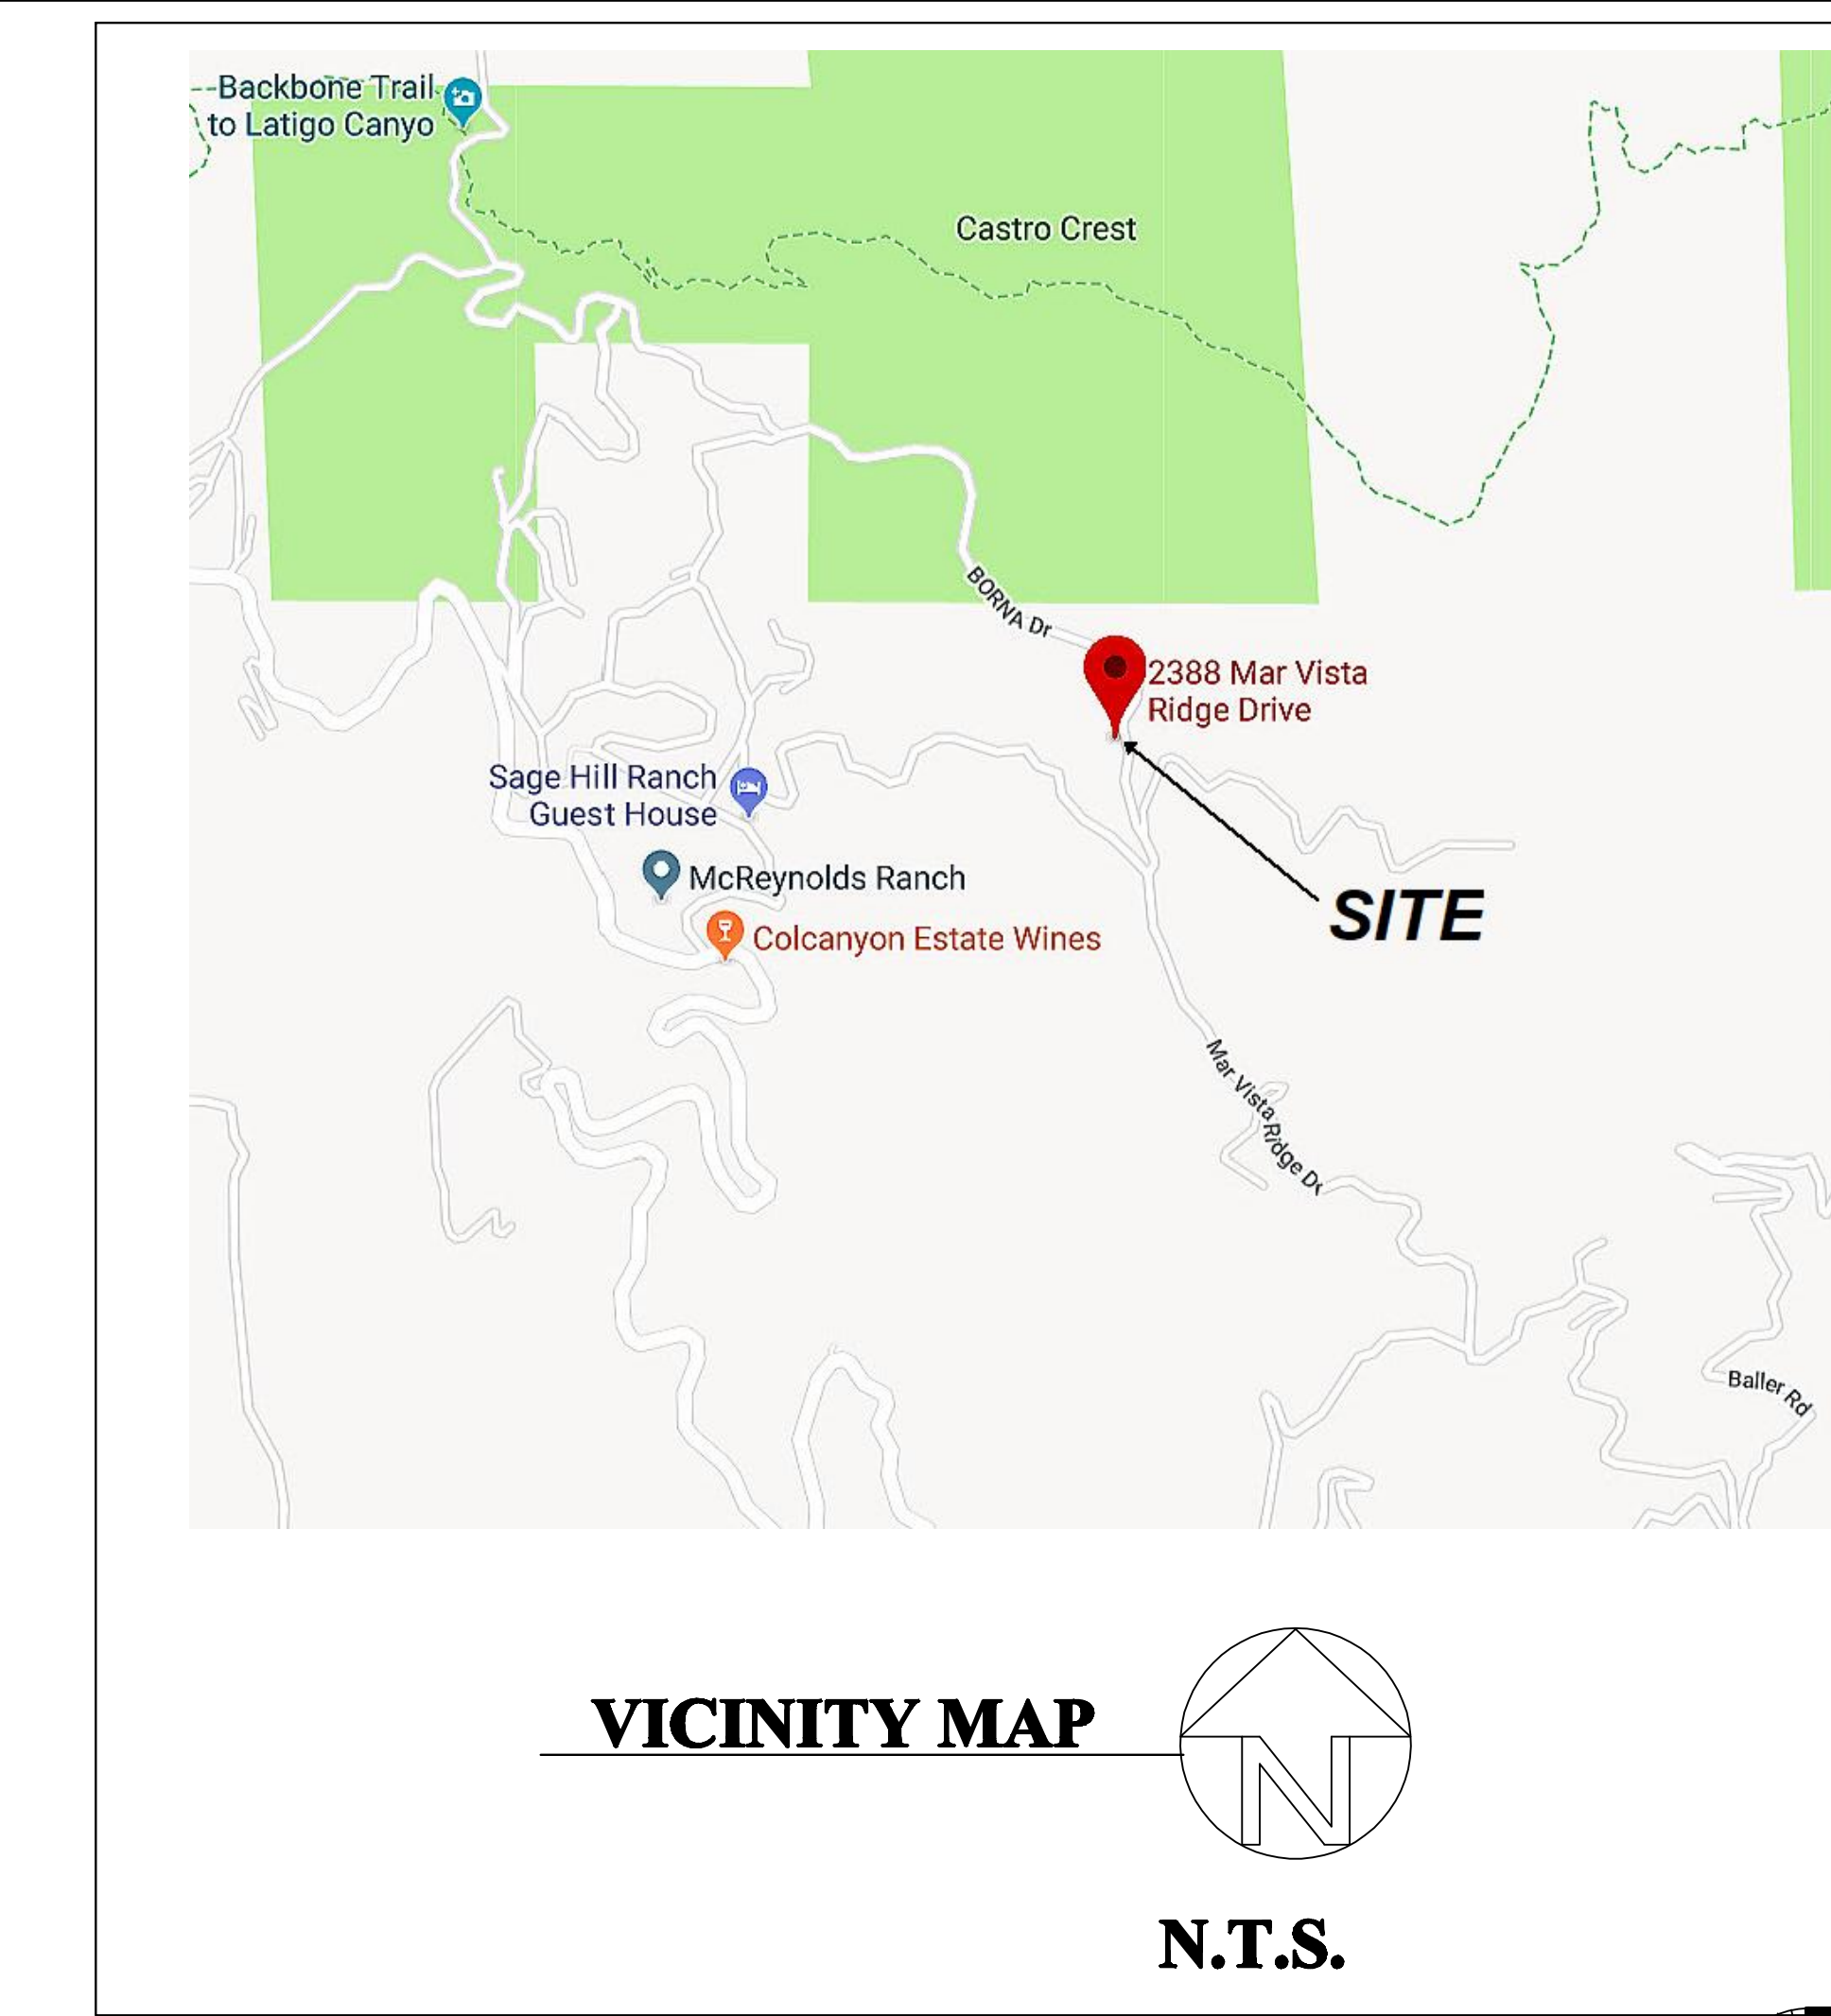 Backbone Trail
to Latigo Canyo
Castro Crest
BORNA Dr
2388 Mar Vista
Ridge Drive
Sage Hill Ranch
Guest House
McReynolds Ranch
SITE
Colcanyon Estate Wines
Mar Vista Ridge Dr
Baller Rd
VICINITY MAP
N
N.T.S.